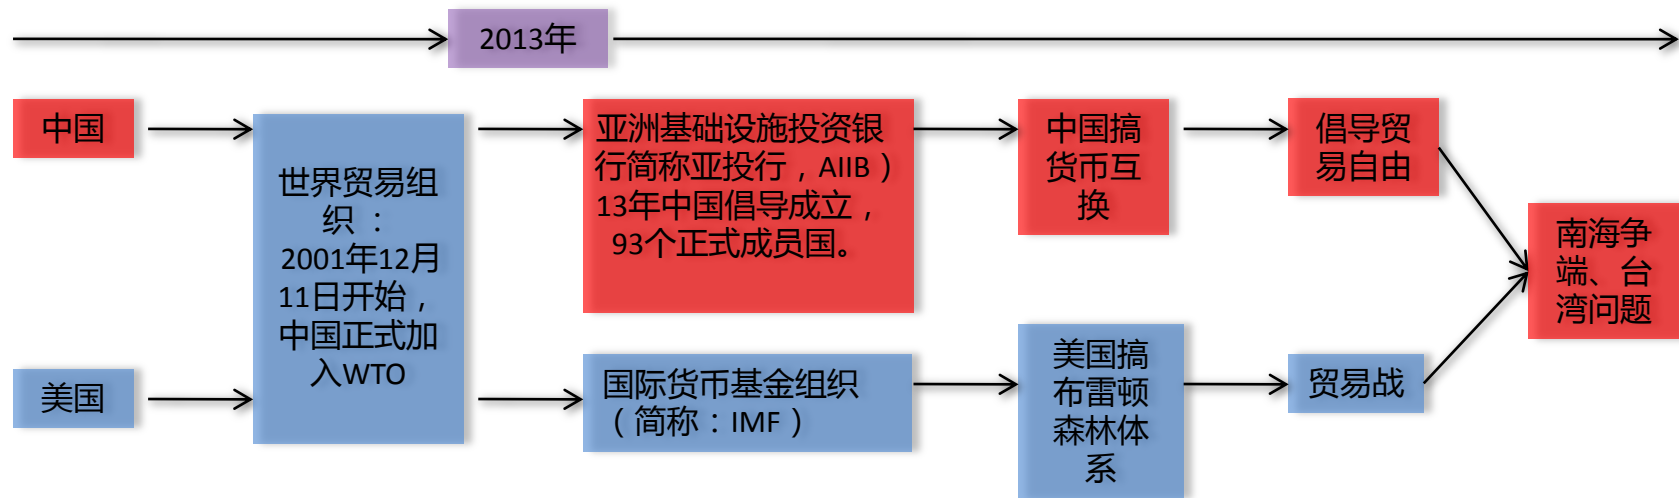 2013年
中国
世界贸易组
织 ：
2001年12月
11日开始，
中国正式加
入WTO
亚洲基础设施投资银
行简称亚投行，AIIB）
13年中国倡导成立，
93个正式成员国。
中国搞
货币互
换
倡导贸
易自由
南海争
端、台
湾问题
美国
国际货币基金组织
（简称：IMF）
美国搞
布雷顿
森林体
系
贸易战